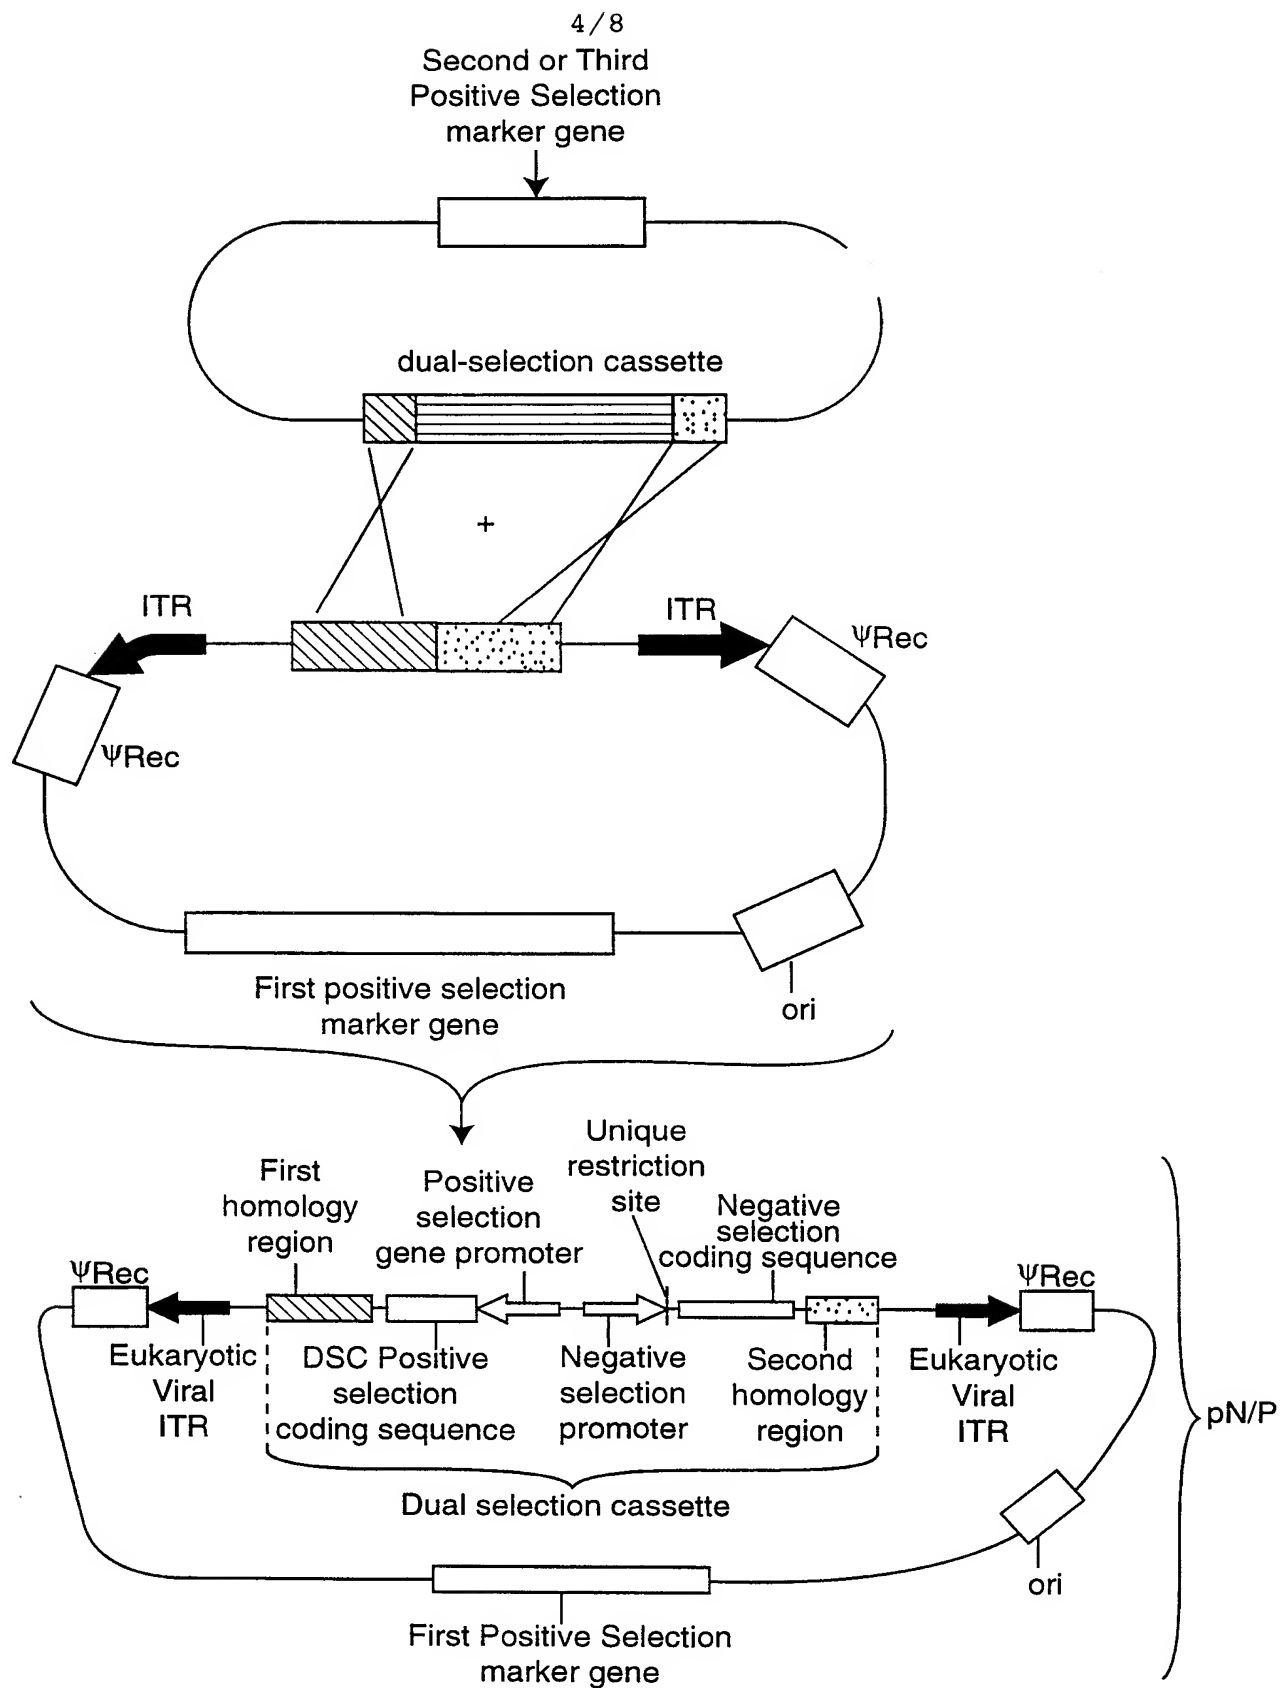 4/8
Second or Third
Positive Selection
marker gene
dual-selection cassette
+
ITR
ITR
ΨRec
ΨRec
First positive selection
marker gene
ori
Unique
restriction
site
First
homology
region
Positive
selection
gene promoter
Negative
selection
coding sequence
ΨRec
ΨRec
Eukaryotic
Viral
ITR
DSC Positive
selection
coding sequence
Negative
selection
promoter
Second
homology
region
Eukaryotic
Viral
ITR
pN/P
Dual selection cassette
ori
First Positive Selection
marker gene